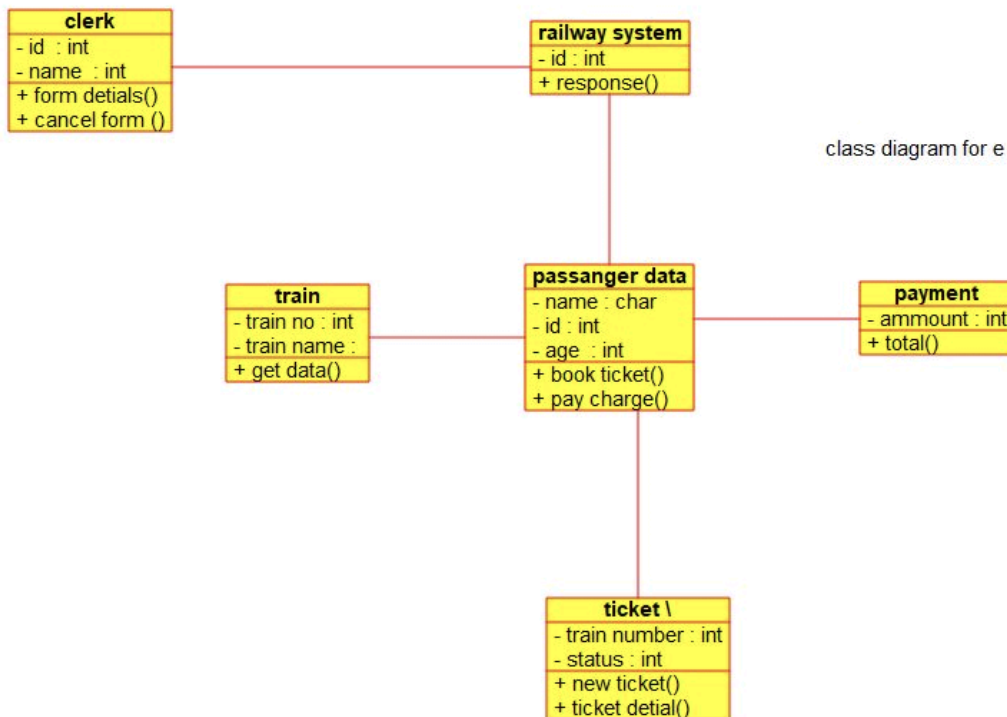 clerk
- id : int
- name : int
+ form detials()
+ cancel form ()
railway system
- id : int
+ response()
class diagram for e
passanger data
- name : char
- id : int
- age : int
+ book ticket()
+ pay charge()
train
- train no : int
- train name :
+ get data()
payment
- ammount : int
+ total()
ticket \
- train number : int
- status : int
+ new ticket()
+ ticket detial()